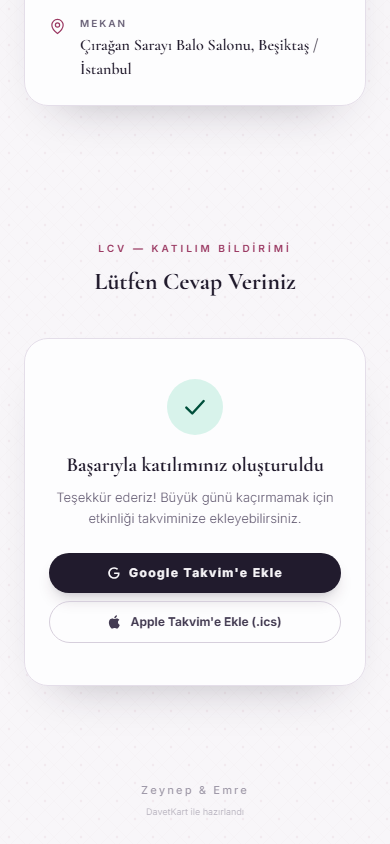 MEKAN
Çırağan Sarayı Balo Salonu, Beşiktaş /
İstanbul
LCV — KATILIM BİLDİRİMİ
Lütfen Cevap Veriniz
Başarıyla katılımınız oluşturuldu
Teşekkür ederiz! Büyük günü kaçırmamak için
etkinliği takviminize ekleyebilirsiniz.
Google Takvim'e Ekle
Apple Takvim'e Ekle (.ics)
Zeynep & Emre
DavetKart ile hazırlandı